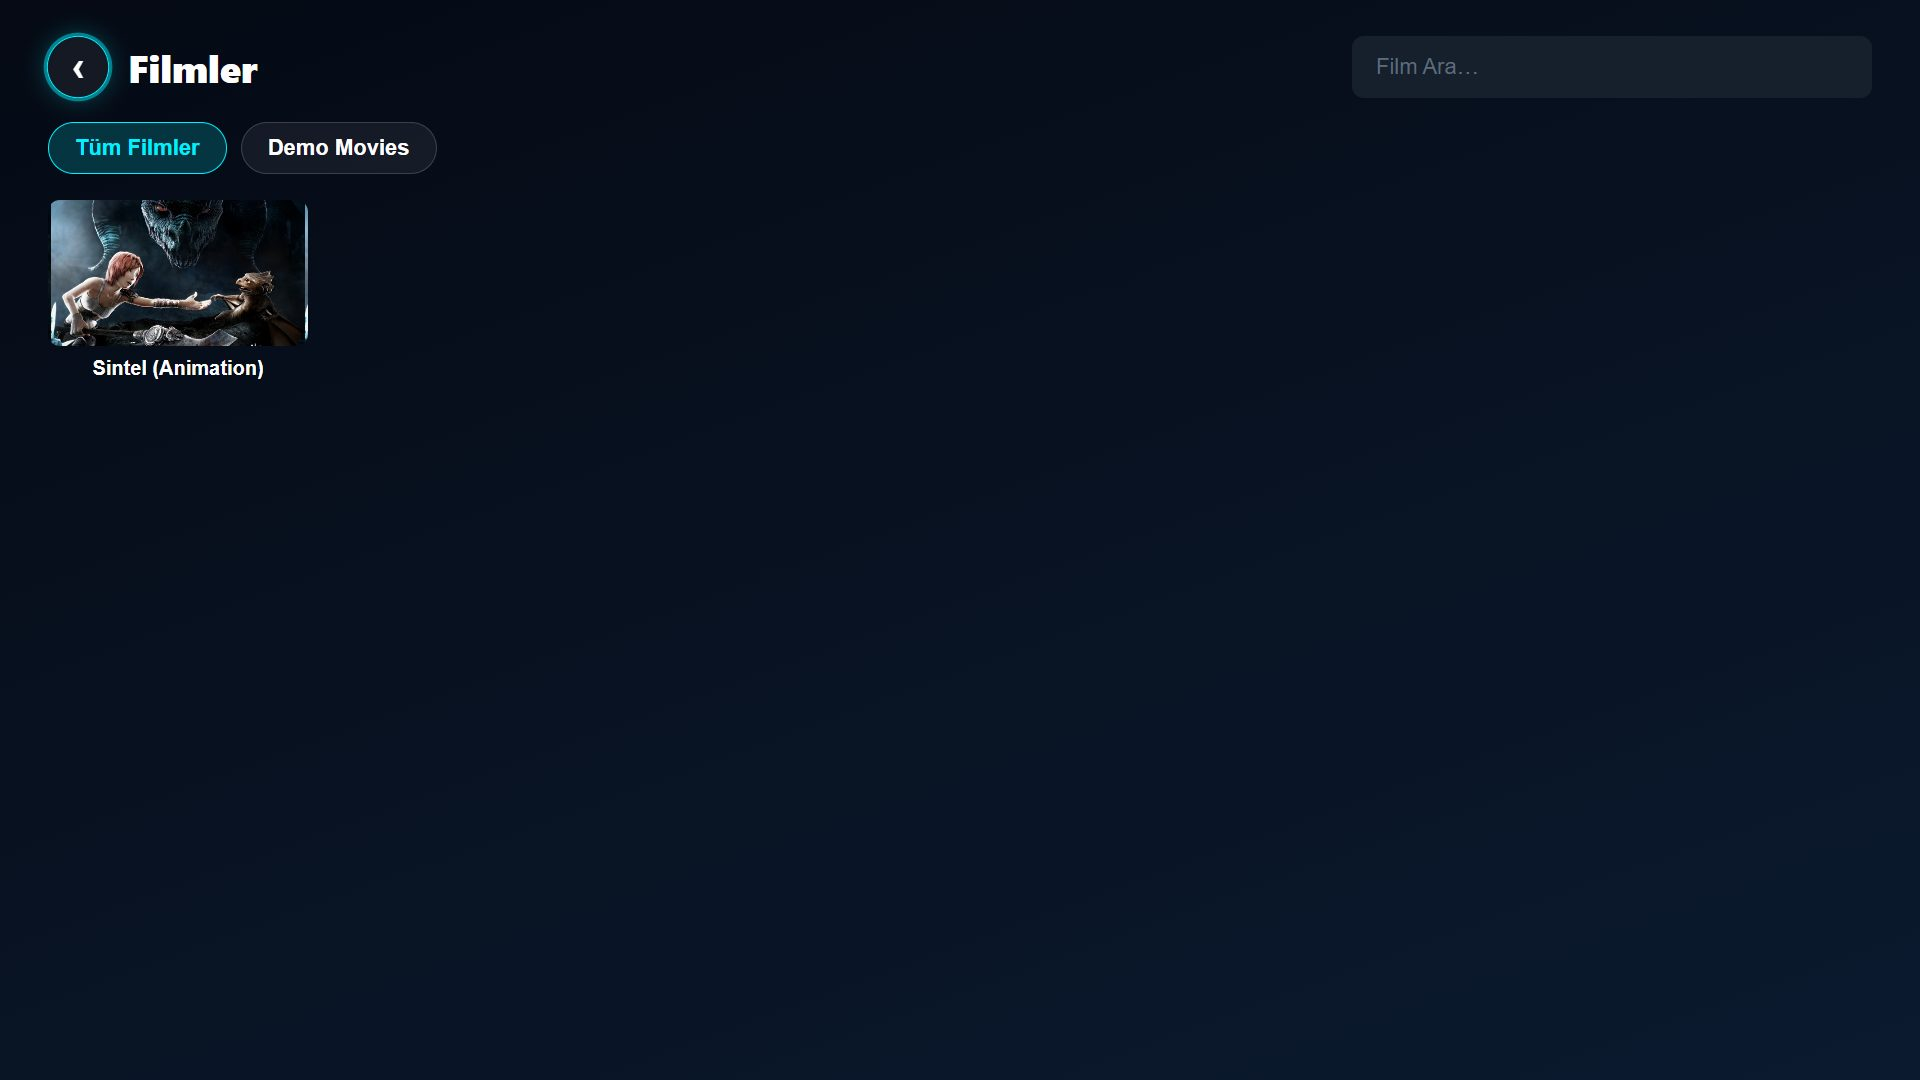 ‹ Filmler
Film Ara...
Tüm Filmler
Demo Movies
Sintel (Animation)